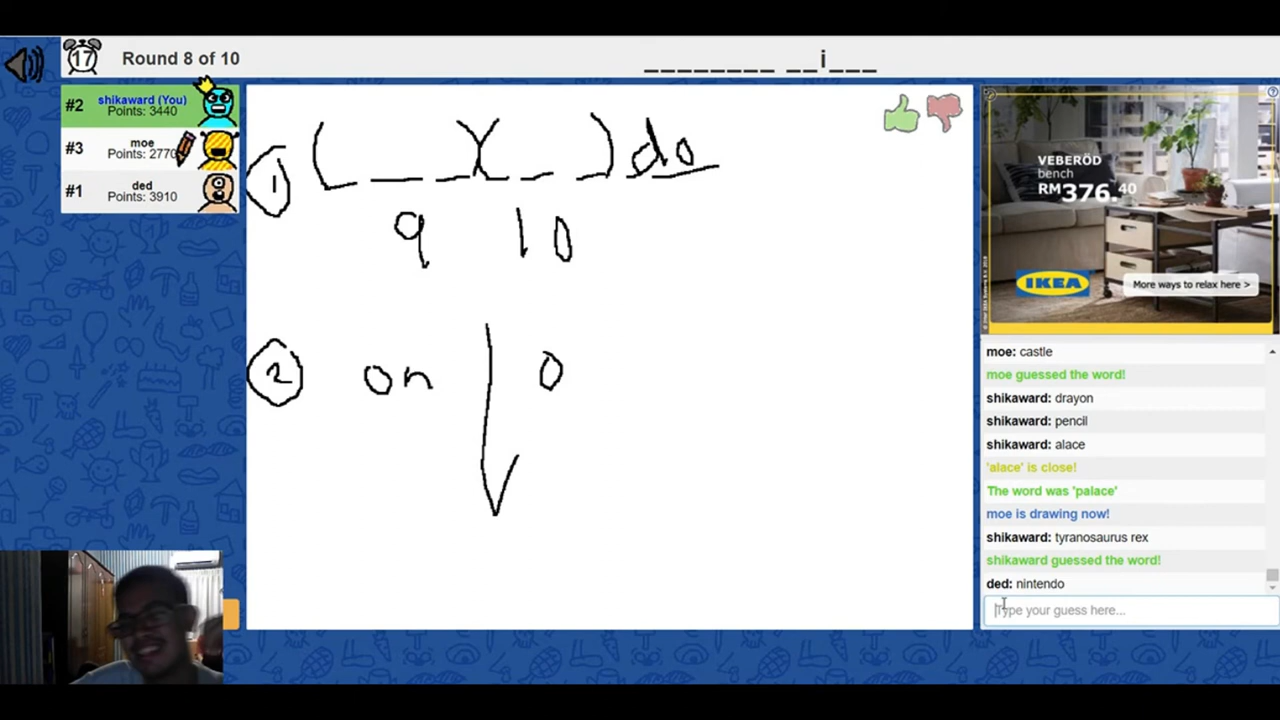 17
Round 8 of 10
________ __i___
#2
shikaward (You)
Points: 3440
#3
moe
Points: 2770
#1
ded
Points: 3910
1 ( _ _ _ )( _ _ ) do
9 10
2 on 0
VEBERÖD
bench
RM376.40
IKEA
More ways to relax here >
moe: castle
moe guessed the word!
shikaward: drayon
shikaward: pencil
shikaward: alace
'alace' is close!
The word was 'palace'
moe is drawing now!
shikaward: tyranosaurus rex
shikaward guessed the word!
ded: nintendo
Type your guess here...